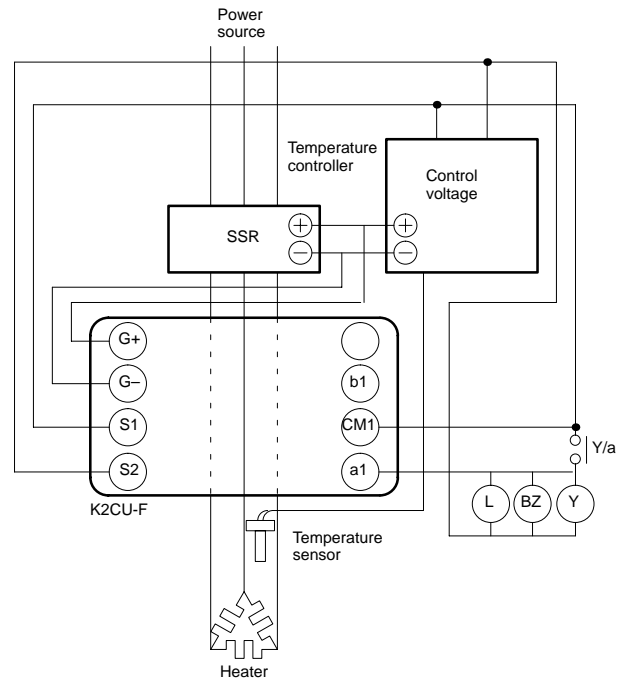 Power
source
Temperature
controller
Control
voltage
SSR
+
+
−
−
G+
G–
b1
S1
CM1
Y/a
S2
a1
L
BZ
Y
K2CU-F
Temperature
sensor
Heater